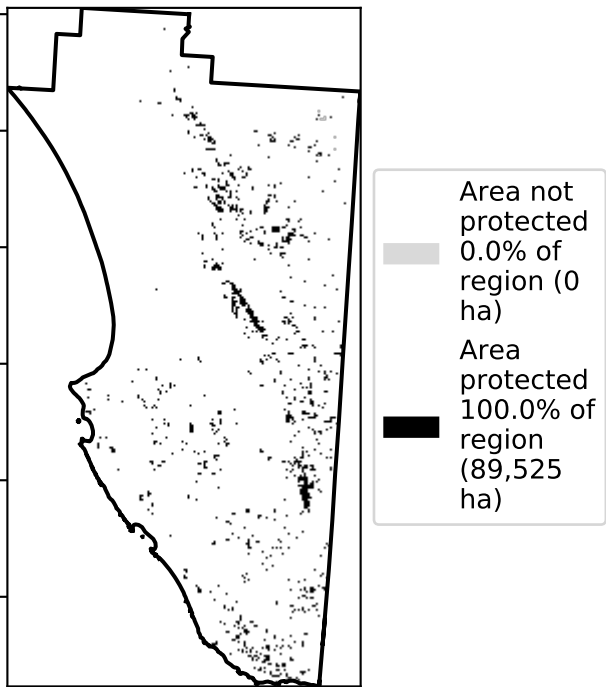 Area not
protected
0.0% of
region (0
ha)
Area
protected
100.0% of
region
(89,525
ha)